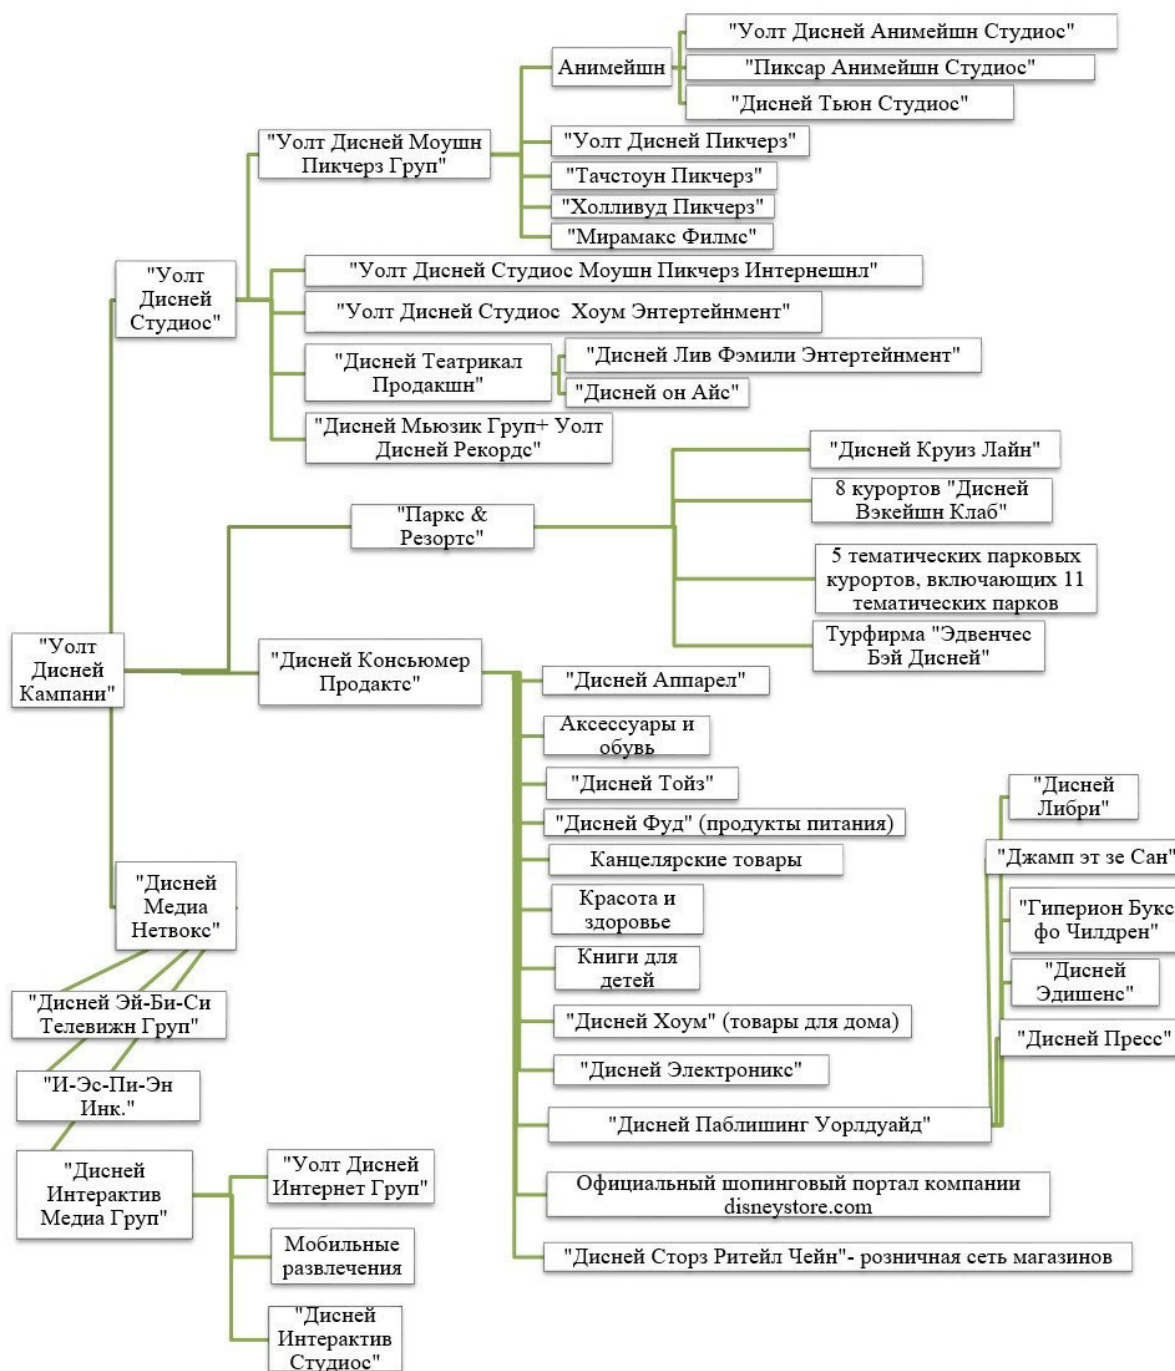 "Уолт Дисней Анимейшн Студиос"
Анимейшн
"Пиксар Анимейшн Студиос"
"Дисней Тьюн Студиос"
"Уолт Дисней Моушн
Пикчерз Груп"
"Уолт Дисней Пикчерз"
"Тачстоун Пикчерз"
"Холливуд Пикчерз"
"Мирамакс Филмс"
"Уолт
Дисней
Студиос"
"Уолт Дисней Студиос Моушн Пикчерз Интернешнл"
"Уолт Дисней Студиос  Хоум Энтертейнмент"
"Дисней Театрикал
Продакшн"
"Дисней Лив Фэмили Энтертейнмент"
"Дисней он Айс"
"Дисней Мьюзик Груп+ Уолт
Дисней Рекордс"
"Паркс &
Резортс"
"Дисней Круиз Лайн"
8 курортов "Дисней
Вэкейшн Клаб"
5 тематических парковых
курортов, включающих 11
тематических парков
Турфирма "Эдвенчес
Бэй Дисней"
"Уолт
Дисней
Кампани"
"Дисней Консьюмер
Продактс"
"Дисней Аппарел"
Аксессуары и
обувь
"Дисней Тойз"
"Дисней Фуд" (продукты питания)
Канцелярские товары
Красота и
здоровье
Книги для
детей
"Дисней Хоум" (товары для дома)
"Дисней Электроникс"
"Дисней Паблишинг Уорлдуайд"
"Дисней
Либри"
"Джамп эт зе Сан"
"Гиперион Букс
фо Чилдрен"
"Дисней
Эдишенс"
"Дисней Пресс"
Официальный шопинговый портал компании
disneystore.com
"Дисней Сторз Ритейл Чейн"- розничная сеть магазинов
"Дисней
Медиа
Нетвокс"
"Дисней Эй-Би-Си
Телевижн Груп"
"И-Эс-Пи-Эн
Инк."
"Дисней
Интерактив
Медиа Груп"
"Уолт Дисней
Интернет Груп"
Мобильные
развлечения
"Дисней
Интерактив
Студиос"